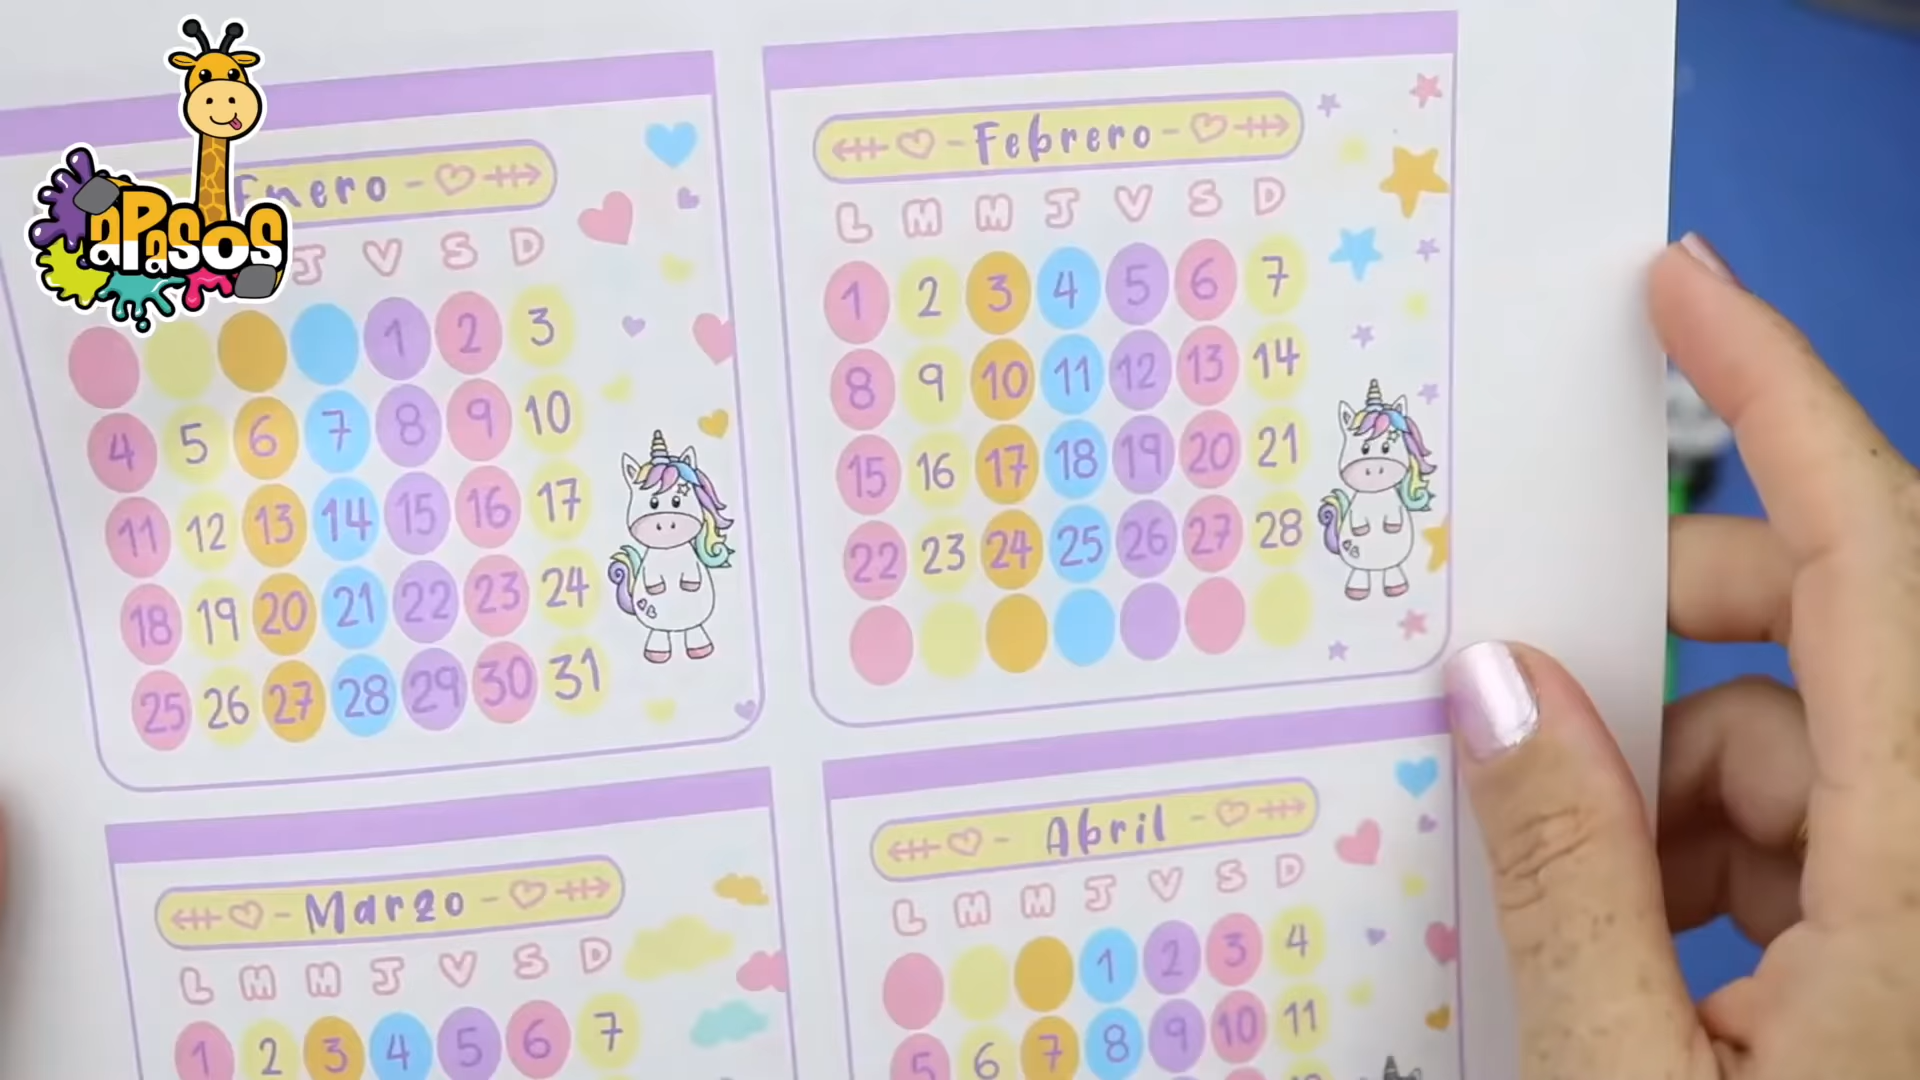 aPasos
aPasos
Enero -
J V S D
1 2 3
4 5 6 7 8 9 10
11 12 13 14 15 16 17
18 19 20 21 22 23 24
25 26 27 28 29 30 31
- Febrero -
L M M J V S D
1 2 3 4 5 6 7
8 9 10 11 12 13 14
15 16 17 18 19 20 21
22 23 24 25 26 27 28
- Marzo -
L M M J V S D
1 2 3 4 5 6 7
- Abril -
L M M J V S D
1 2 3 4
5 6 7 8 9 10 11